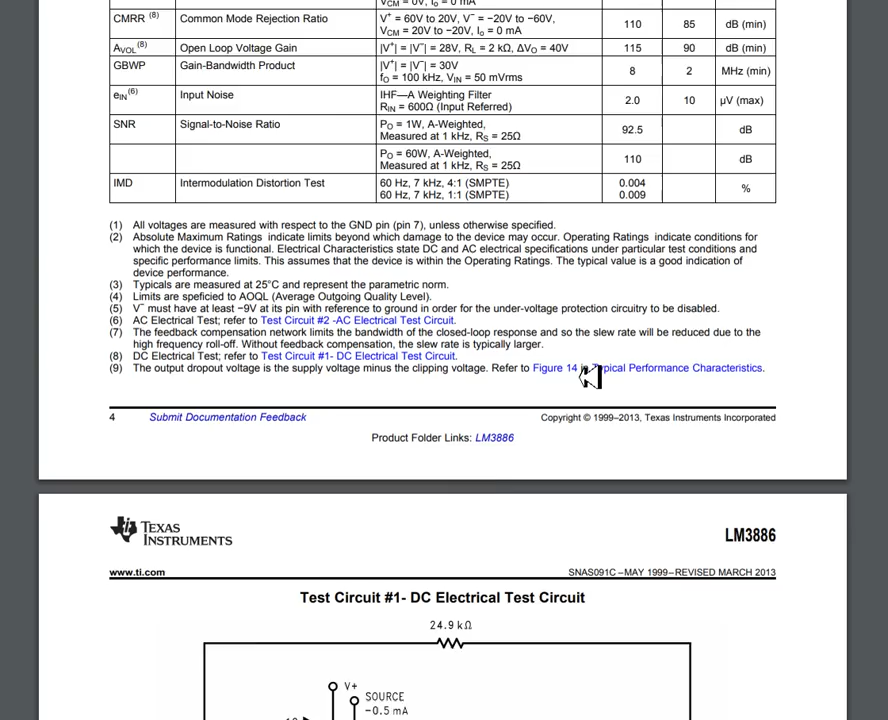 VCM = 0V, Io = 0 mA
CMRR (8) Common Mode Rejection Ratio V+ = 60V to 20V, V− = −20V to −60V, 110 85 dB (min)
VCM = 20V to −20V, Io = 0 mA
AVOL(8) Open Loop Voltage Gain |V+| = |V−| = 28V, RL = 2 kΩ, ΔVO = 40V 115 90 dB (min)
GBWP Gain-Bandwidth Product |V+| = |V−| = 30V 8 2 MHz (min)
fO = 100 kHz, VIN = 50 mVrms
eIN(6) Input Noise IHF—A Weighting Filter 2.0 10 μV (max)
RIN = 600Ω (Input Referred)
SNR Signal-to-Noise Ratio PO = 1W, A-Weighted, 92.5 dB
Measured at 1 kHz, RS = 25Ω
PO = 60W, A-Weighted, 110 dB
Measured at 1 kHz, RS = 25Ω
IMD Intermodulation Distortion Test 60 Hz, 7 kHz, 4:1 (SMPTE) 0.004 %
60 Hz, 7 kHz, 1:1 (SMPTE) 0.009
(1) All voltages are measured with respect to the GND pin (pin 7), unless otherwise specified.
(2) Absolute Maximum Ratings indicate limits beyond which damage to the device may occur. Operating Ratings indicate conditions for
which the device is functional. Electrical Characteristics state DC and AC electrical specifications under particular test conditions and
specific performance limits. This assumes that the device is within the Operating Ratings. The typical value is a good indication of
device performance.
(3) Typicals are measured at 25°C and represent the parametric norm.
(4) Limits are speficied to AOQL (Average Outgoing Quality Level).
(5) V− must have at least −9V at its pin with reference to ground in order for the under-voltage protection circuitry to be disabled.
(6) AC Electrical Test; refer to Test Circuit #2 -AC Electrical Test Circuit.
(7) The feedback compensation network limits the bandwidth of the closed-loop response and so the slew rate will be reduced due to the
high frequency roll-off. Without feedback compensation, the slew rate is typically larger.
(8) DC Electrical Test; refer to Test Circuit #1- DC Electrical Test Circuit.
(9) The output dropout voltage is the supply voltage minus the clipping voltage. Refer to Figure 14 in Typical Performance Characteristics.
4 Submit Documentation Feedback Copyright © 1999–2013, Texas Instruments Incorporated
Product Folder Links: LM3886
TEXAS
INSTRUMENTS
LM3886
www.ti.com SNAS091C –MAY 1999–REVISED MARCH 2013
Test Circuit #1- DC Electrical Test Circuit
24.9 kΩ
V+
SOURCE
−0.5 mA